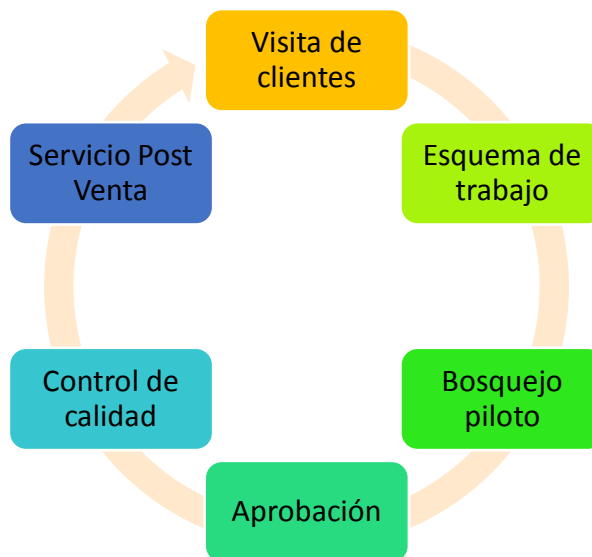 Visita de
clientes
Esquema de
trabajo
Bosquejo
piloto
Aprobación
Control de
calidad
Servicio Post
Venta